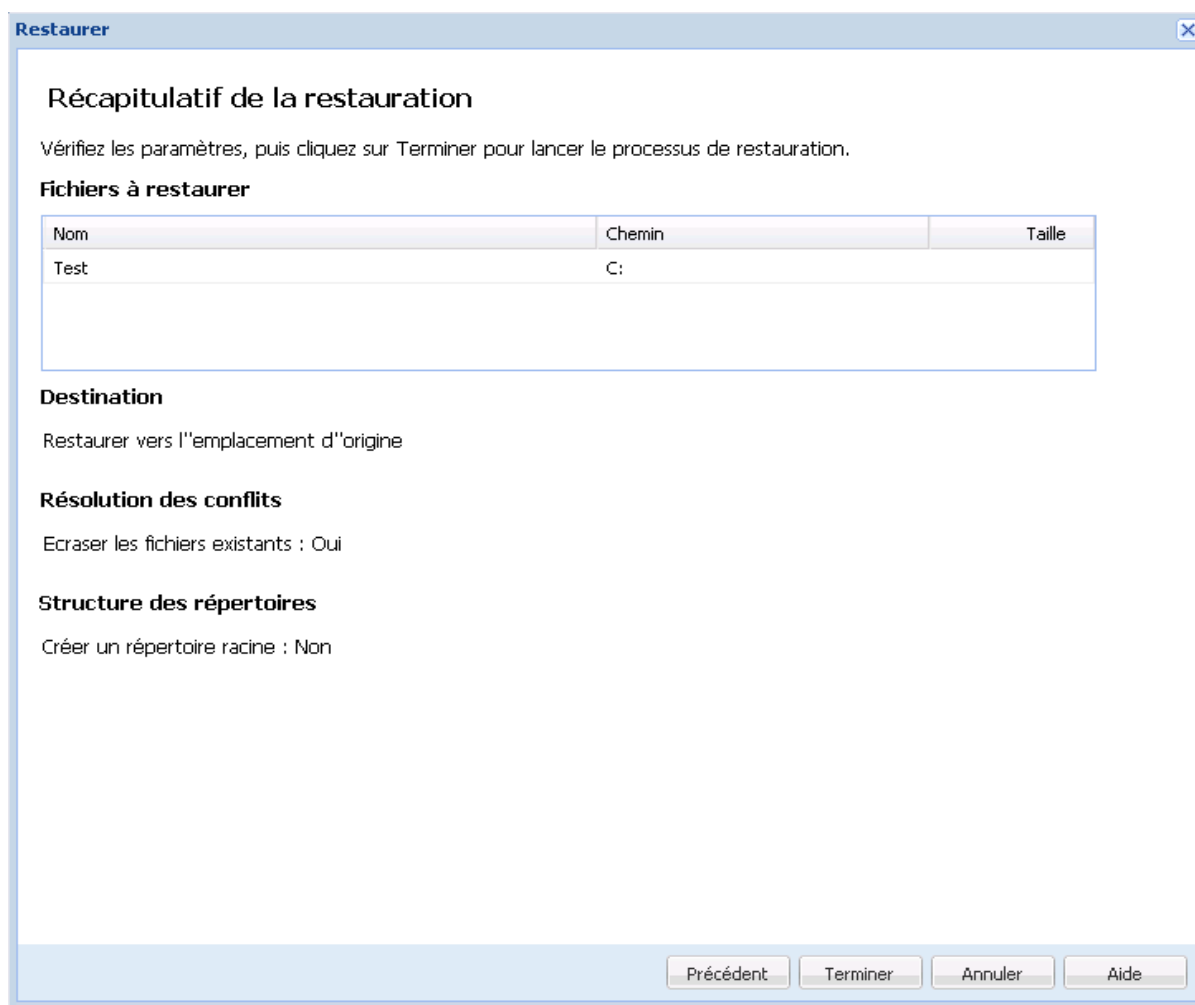 Restaurer
Récapitulatif de la restauration
Vérifiez les paramètres, puis cliquez sur Terminer pour lancer le processus de restauration.
Fichiers à restaurer
Nom Chemin Taille
Test C:
Destination
Restaurer vers l''emplacement d''origine
Résolution des conflits
Ecraser les fichiers existants : Oui
Structure des répertoires
Créer un répertoire racine : Non
Précédent Terminer Annuler Aide